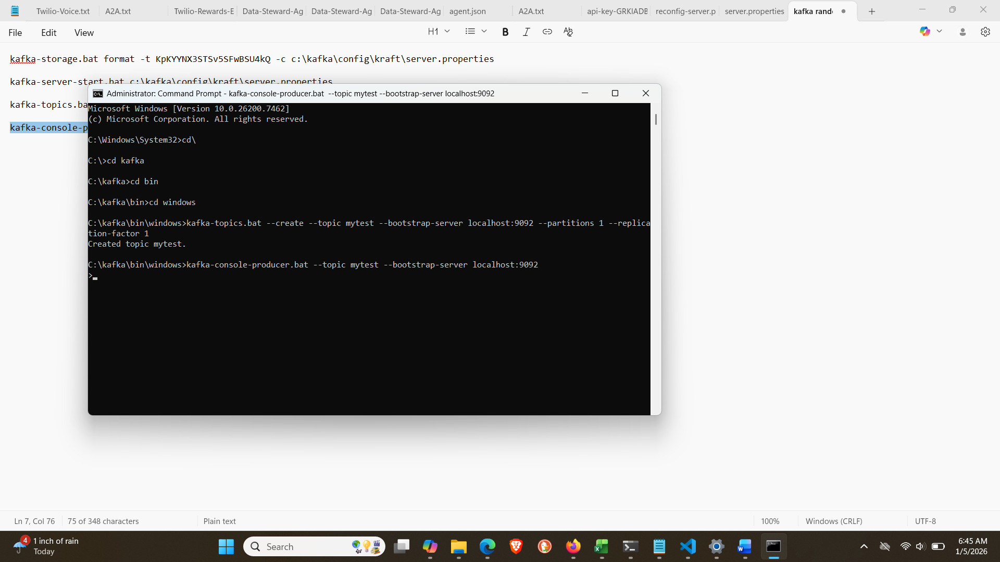 Twilio-Voice.txt A2A.txt Twilio-Rewards-E Data-Steward-Ag Data-Steward-Ag Data-Steward-Ag agent.json A2A.txt api-key-GRKIADB reconfig-server.p server.properties kafka rand
File Edit View H1
kafka-storage.bat format -t KpKYYNX3STSv5SFwBSU4kQ -c c:\kafka\config\kraft\server.properties
kafka-server-start.bat c:\kafka\config\kraft\server.properties
kafka-topics.ba
kafka-console-p
Administrator: Command Prompt - kafka-console-producer.bat --topic mytest --bootstrap-server localhost:9092
Microsoft Windows [Version 10.0.26200.7462]
(c) Microsoft Corporation. All rights reserved.
C:\Windows\System32>cd\
C:\>cd kafka
C:\kafka>cd bin
C:\kafka\bin>cd windows
C:\kafka\bin\windows>kafka-topics.bat --create --topic mytest --bootstrap-server localhost:9092 --partitions 1 --replica
tion-factor 1
Created topic mytest.
C:\kafka\bin\windows>kafka-console-producer.bat --topic mytest --bootstrap-server localhost:9092
>
Ln 7, Col 76 75 of 348 characters Plain text 100% Windows (CRLF) UTF-8
4 1 inch of rain
Today
Search
6:45 AM
1/5/2026